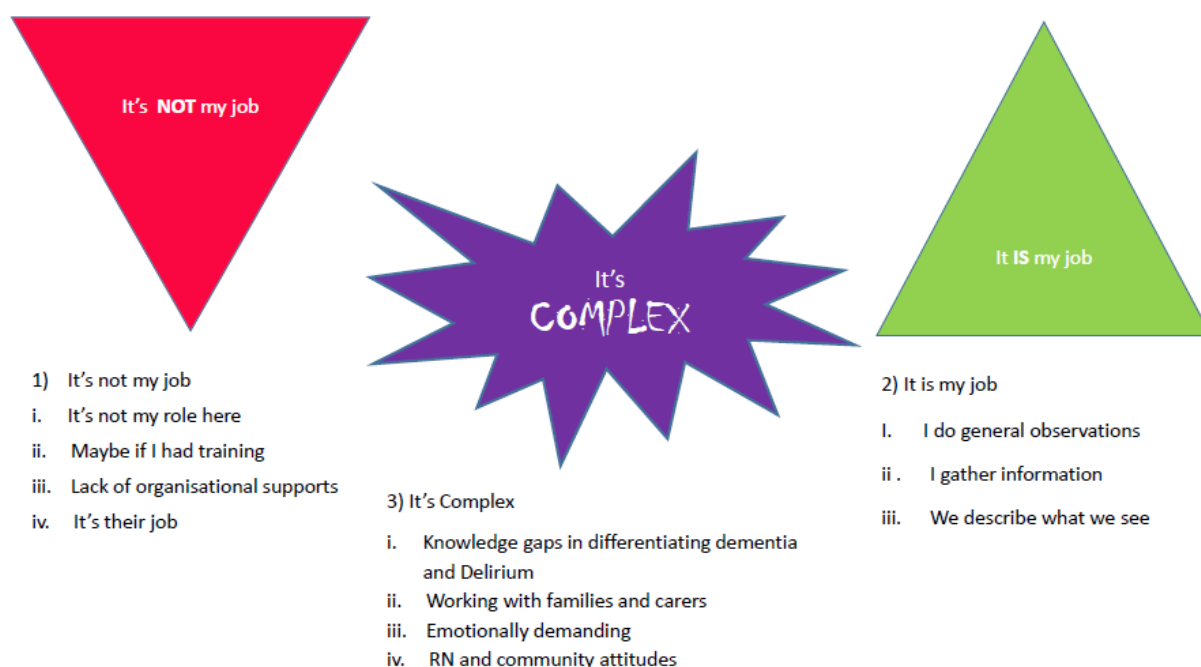 It's NOT my job
It's
COMPLEX
It IS my job
1) It's not my job
i. It's not my role here
ii. Maybe if I had training
iii. Lack of organisational supports
iv. It's their job
3) It's Complex
i. Knowledge gaps in differentiating dementia
and Delirium
ii. Working with families and carers
iii. Emotionally demanding
iv. RN and community attitudes
2) It is my job
I. I do general observations
ii . I gather information
iii. We describe what we see